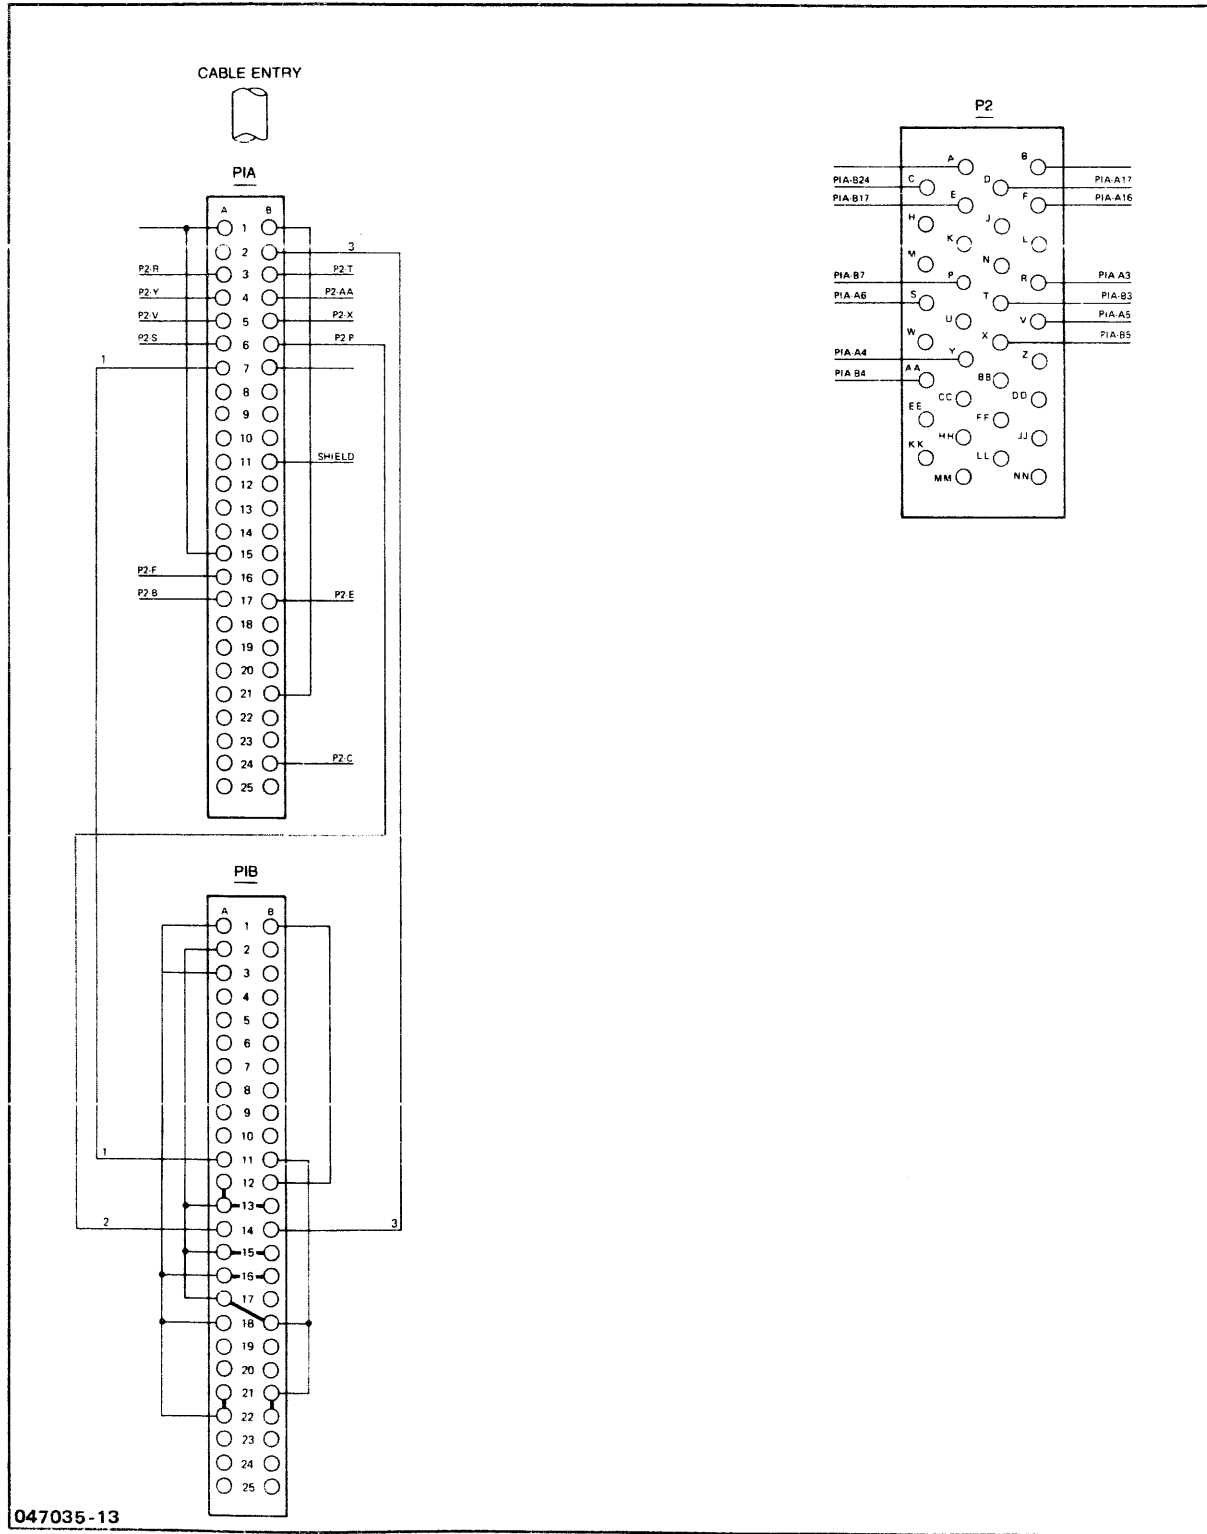 CABLE ENTRY
PIA
A B
1
2 3
P2-R 3 P2-T
P2-Y 4 P2-AA
P2-V 5 P2-X
P2-S 6 P2 P
1 7
8
9
10
11 SHIELD
12
13
14
15
P2-F 16
P2-B 17 P2-E
18
19
20
21
22
23
24 P2-C
25
PIB
A B
1
2
3
4
5
6
7
8
9
10
1 11
12
13
2 14 3
15
16
17
18
19
20
21
22
23
24
25
P2
A B
PIA-B24 C D PIA-A17
PIA-B17 E F PIA-A16
H J
K L
M N
PIA-B7 P R PIA A3
PIA-A6 S T PIA-B3
U V PIA-A5
W X PIA-B5
PIA-A4 Y Z
PIA B4 AA BB
CC DD
EE FF
HH JJ
KK LL
MM NN
047035-13